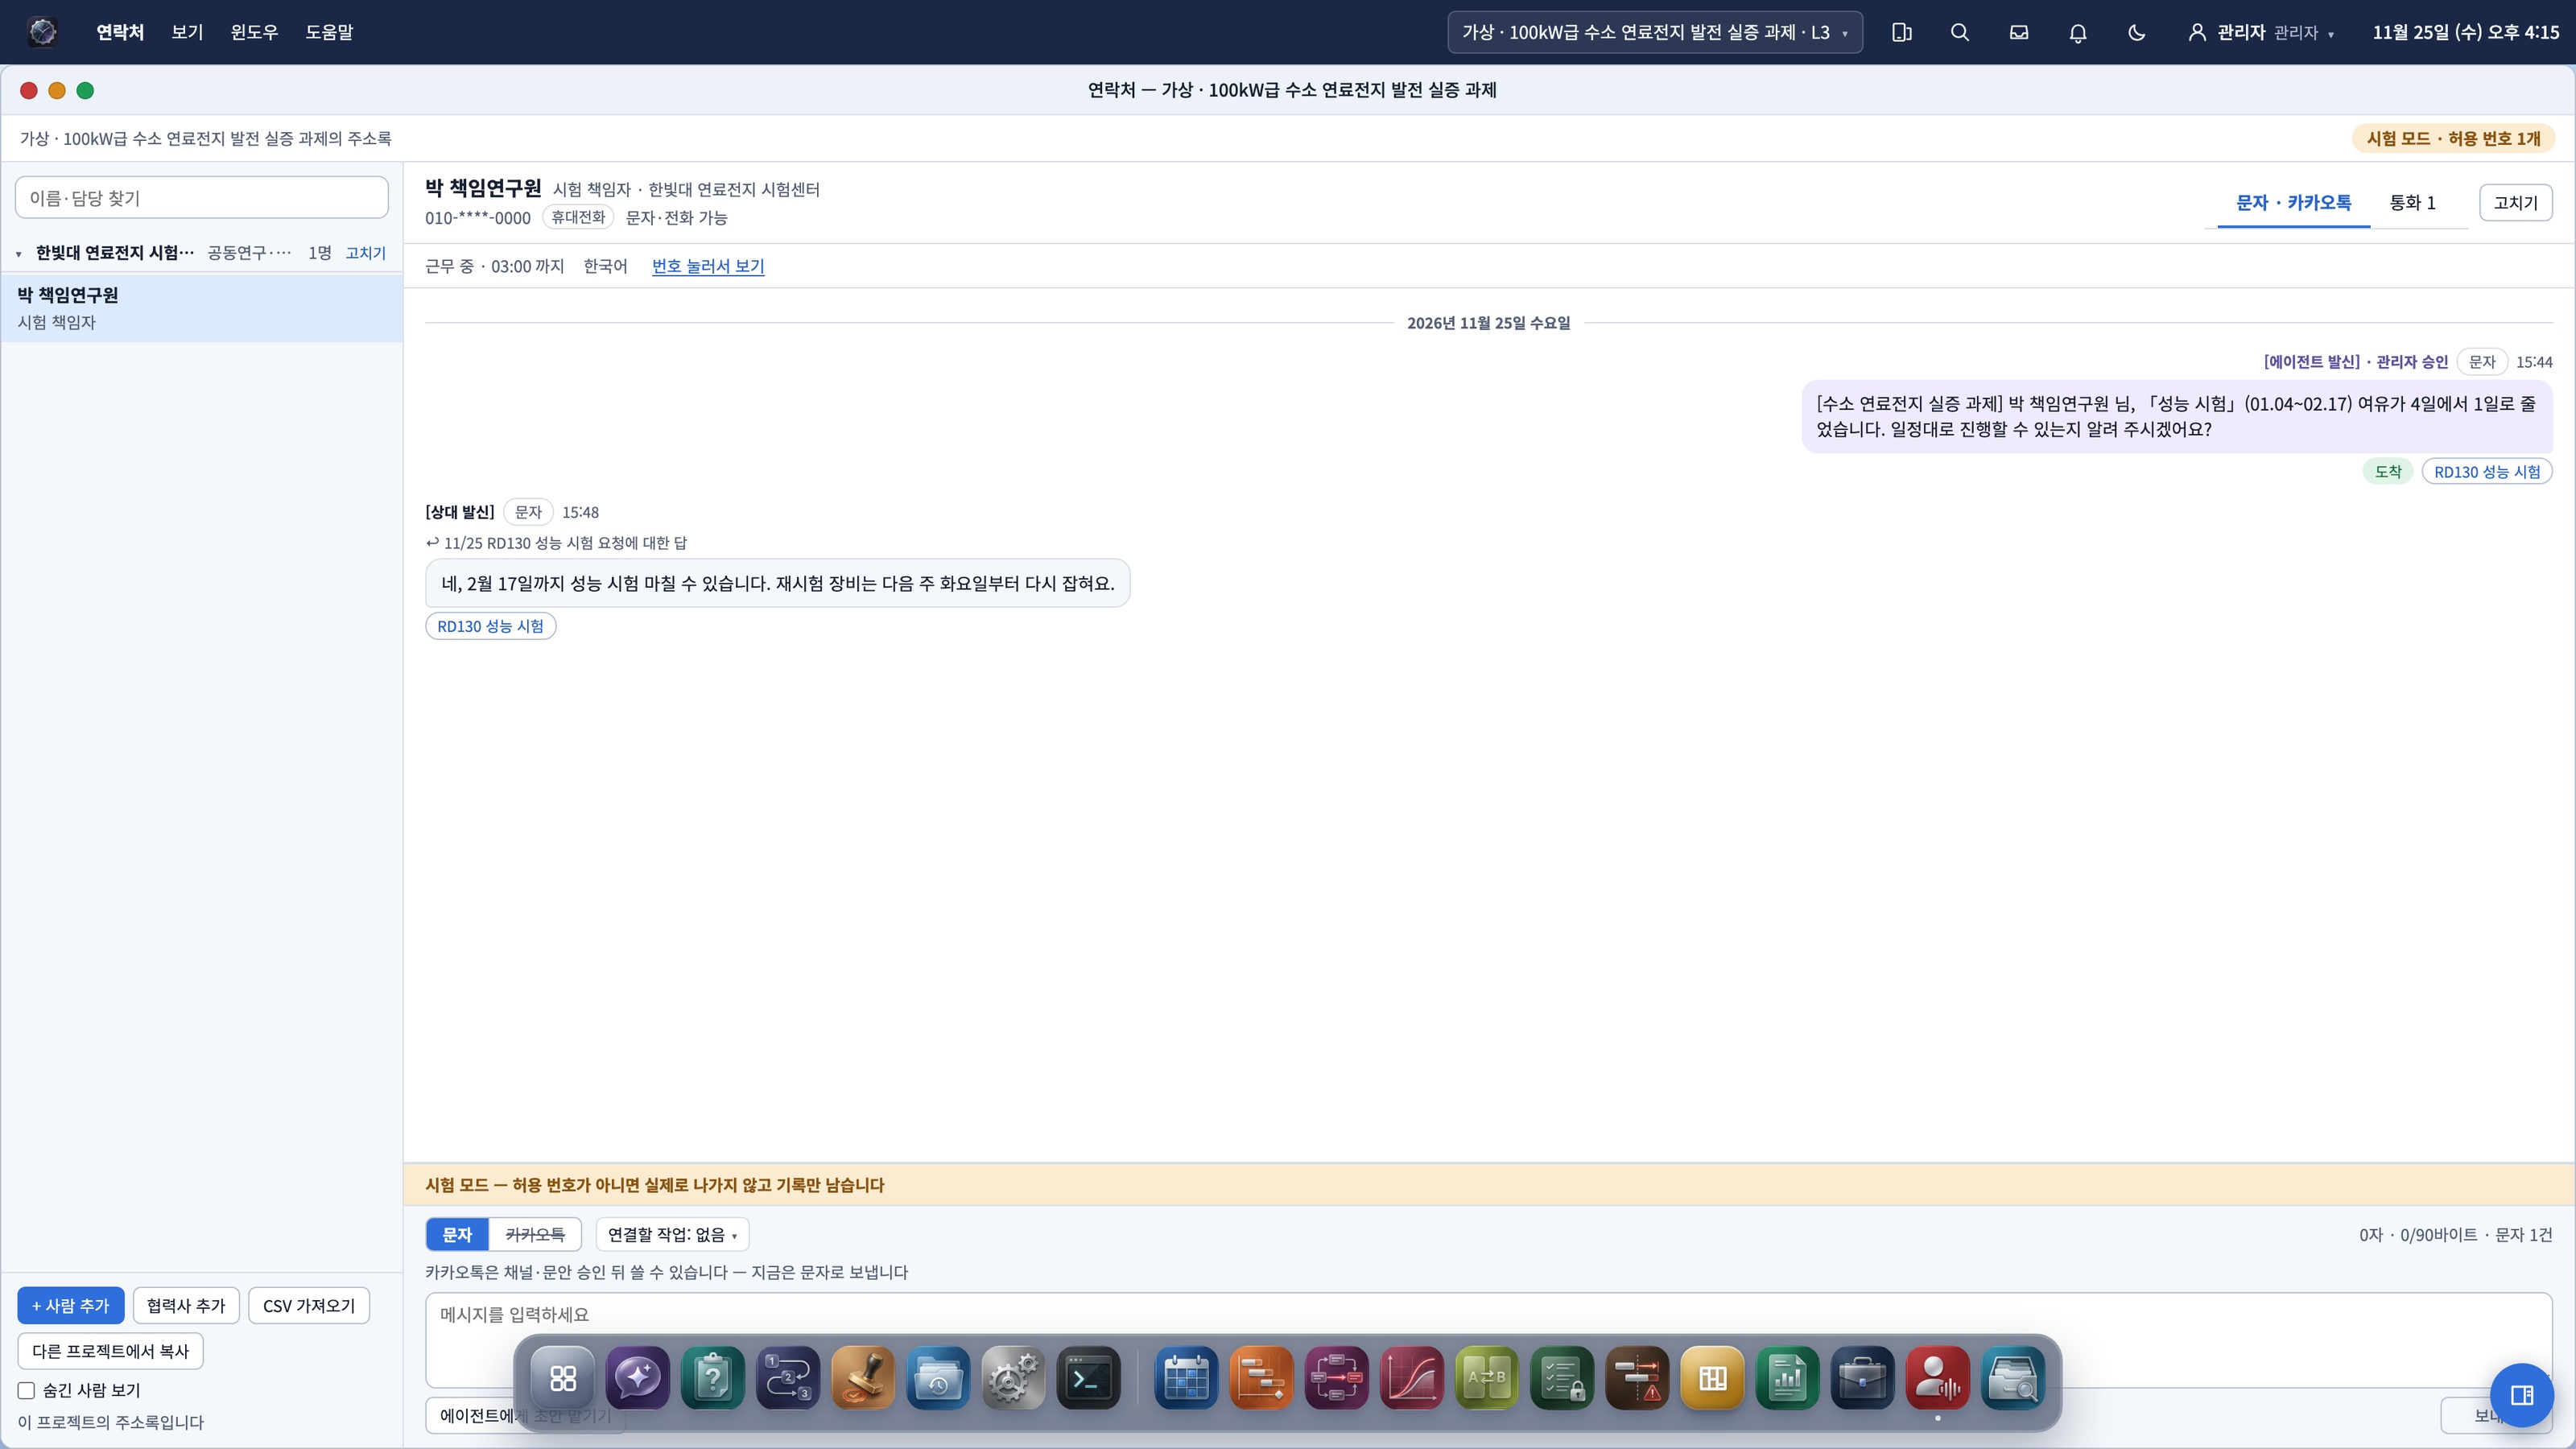 연락처 보기 윈도우 도움말
가상 · 100kW급 수소 연료전지 발전 실증 과제 · L3 ▾
관리자 관리자 ▾
11월 25일 (수) 오후 4:15
연락처 — 가상 · 100kW급 수소 연료전지 발전 실증 과제
가상 · 100kW급 수소 연료전지 발전 실증 과제의 주소록
시험 모드 · 허용 번호 1개
이름·담당 찾기
▾ 한빛대 연료전지 시험… 공동연구·… 1명 고치기
박 책임연구원
시험 책임자
박 책임연구원 시험 책임자 · 한빛대 연료전지 시험센터
010-****-0000 휴대전화 문자·전화 가능
문자 · 카카오톡 통화 1 고치기
근무 중 · 03:00 까지 한국어 번호 눌러서 보기
2026년 11월 25일 수요일
[에이전트 발신] · 관리자 승인 문자 15:44
[수소 연료전지 실증 과제] 박 책임연구원 님, 「성능 시험」(01.04~02.17) 여유가 4일에서 1일로 줄
었습니다. 일정대로 진행할 수 있는지 알려 주시겠어요?
도착 RD130 성능 시험
[상대 발신] 문자 15:48
↩ 11/25 RD130 성능 시험 요청에 대한 답
네, 2월 17일까지 성능 시험 마칠 수 있습니다. 재시험 장비는 다음 주 화요일부터 다시 잡혀요.
RD130 성능 시험
시험 모드 — 허용 번호가 아니면 실제로 나가지 않고 기록만 남습니다
문자 카카오톡 연결할 작업: 없음 ▾
0자 · 0/90바이트 · 문자 1건
카카오톡은 채널·문안 승인 뒤 쓸 수 있습니다 — 지금은 문자로 보냅니다
메시지를 입력하세요
에이전트에게 초안 맡기기
+ 사람 추가 협력사 추가 CSV 가져오기
다른 프로젝트에서 복사
숨긴 사람 보기
이 프로젝트의 주소록입니다
1 2 3
?
A⇄B